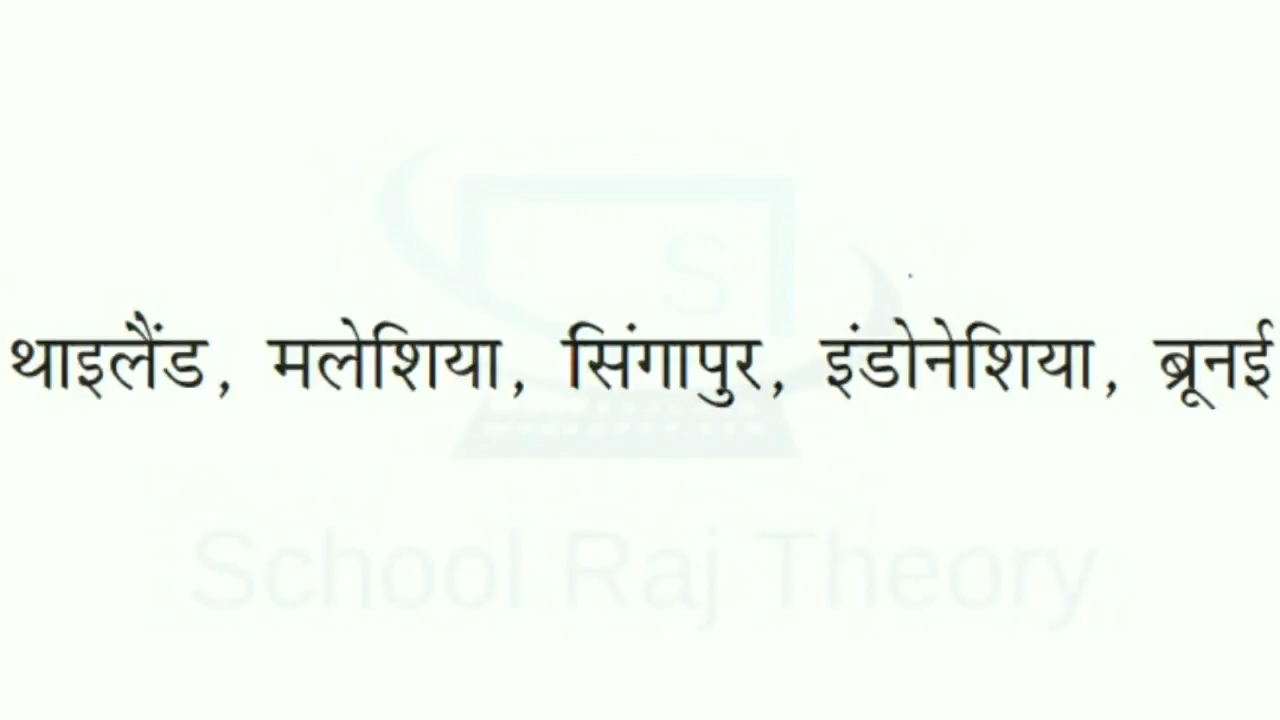 S
थाइलैंड, मलेशिया, सिंगापुर, इंडोनेशिया, ब्रूनई
School Raj Theory